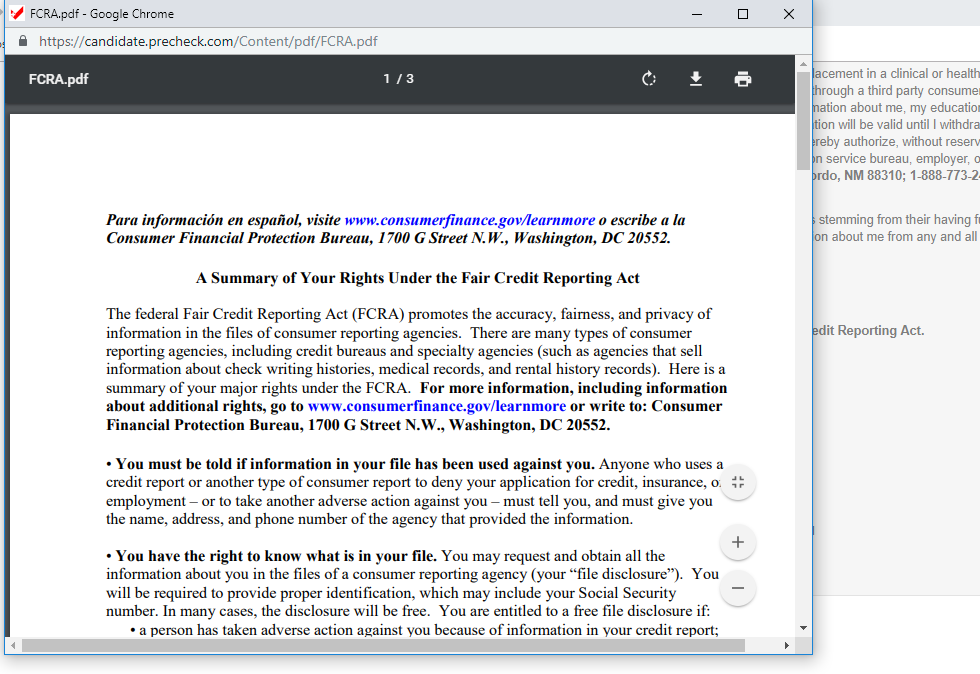 FCRA.pdf - Google Chrome
https://candidate.precheck.com/Content/pdf/FCRA.pdf
FCRA.pdf
1 / 3
Para información en español, visite www.consumerfinance.gov/learnmore o escribe a la
Consumer Financial Protection Bureau, 1700 G Street N.W., Washington, DC 20552.
A Summary of Your Rights Under the Fair Credit Reporting Act
The federal Fair Credit Reporting Act (FCRA) promotes the accuracy, fairness, and privacy of
information in the files of consumer reporting agencies. There are many types of consumer
reporting agencies, including credit bureaus and specialty agencies (such as agencies that sell
information about check writing histories, medical records, and rental history records). Here is a
summary of your major rights under the FCRA. For more information, including information
about additional rights, go to www.consumerfinance.gov/learnmore or write to: Consumer
Financial Protection Bureau, 1700 G Street N.W., Washington, DC 20552.
• You must be told if information in your file has been used against you. Anyone who uses a
credit report or another type of consumer report to deny your application for credit, insurance, o
employment – or to take another adverse action against you – must tell you, and must give you
the name, address, and phone number of the agency that provided the information.
• You have the right to know what is in your file. You may request and obtain all the
information about you in the files of a consumer reporting agency (your “file disclosure”). You
will be required to provide proper identification, which may include your Social Security
number. In many cases, the disclosure will be free. You are entitled to a free file disclosure if:
• a person has taken adverse action against you because of information in your credit report;
lacement in a clinical or health
through a third party consumer
mation about me, my education
tion will be valid until I withdra
ereby authorize, without reserv
on service bureau, employer, o
ordo, NM 88310; 1-888-773-2
s stemming from their having fu
on about me from any and all
edit Reporting Act.